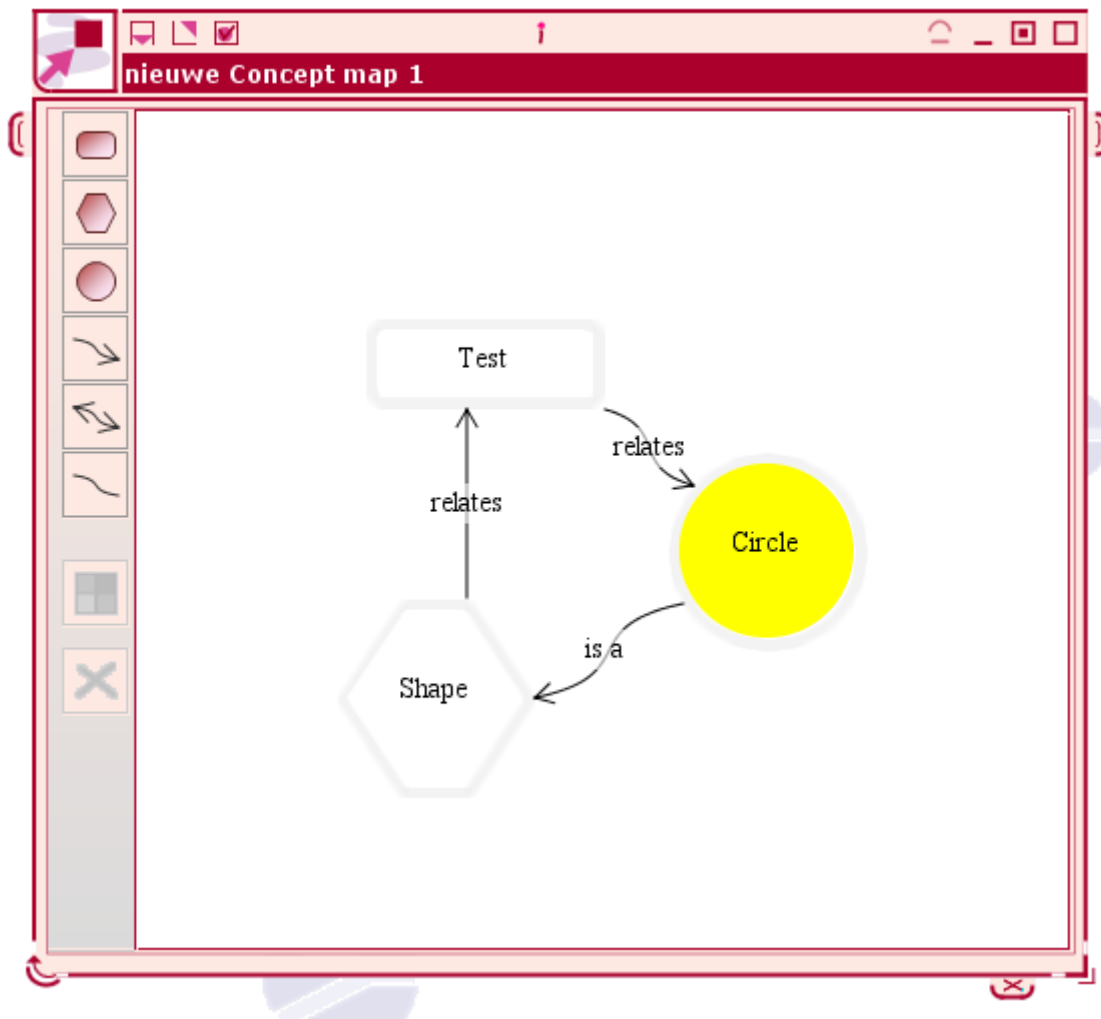 nieuwe Concept map 1
Test
relates
relates
Circle
is a
Shape